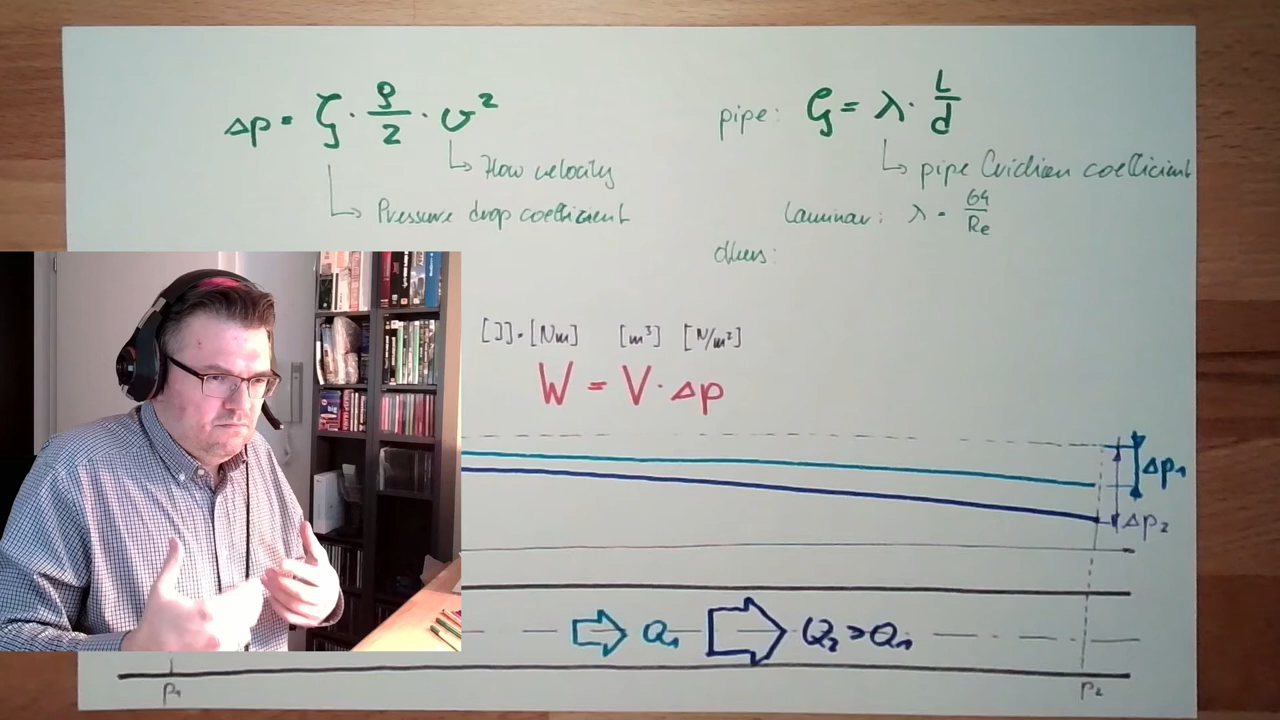 Δp = ζ · ρ/2 · v²
Flow velocity
Pressure drop coefficient
pipe: ζ = λ · L/d
pipe friction coefficient
Laminar: λ = 64/Re
[J] = [Nm] [m³] [N/m²]
W = V · Δp
Δp₁
Δp₂
Q₁ Q₂ > Q₁
p₁ p₂
big